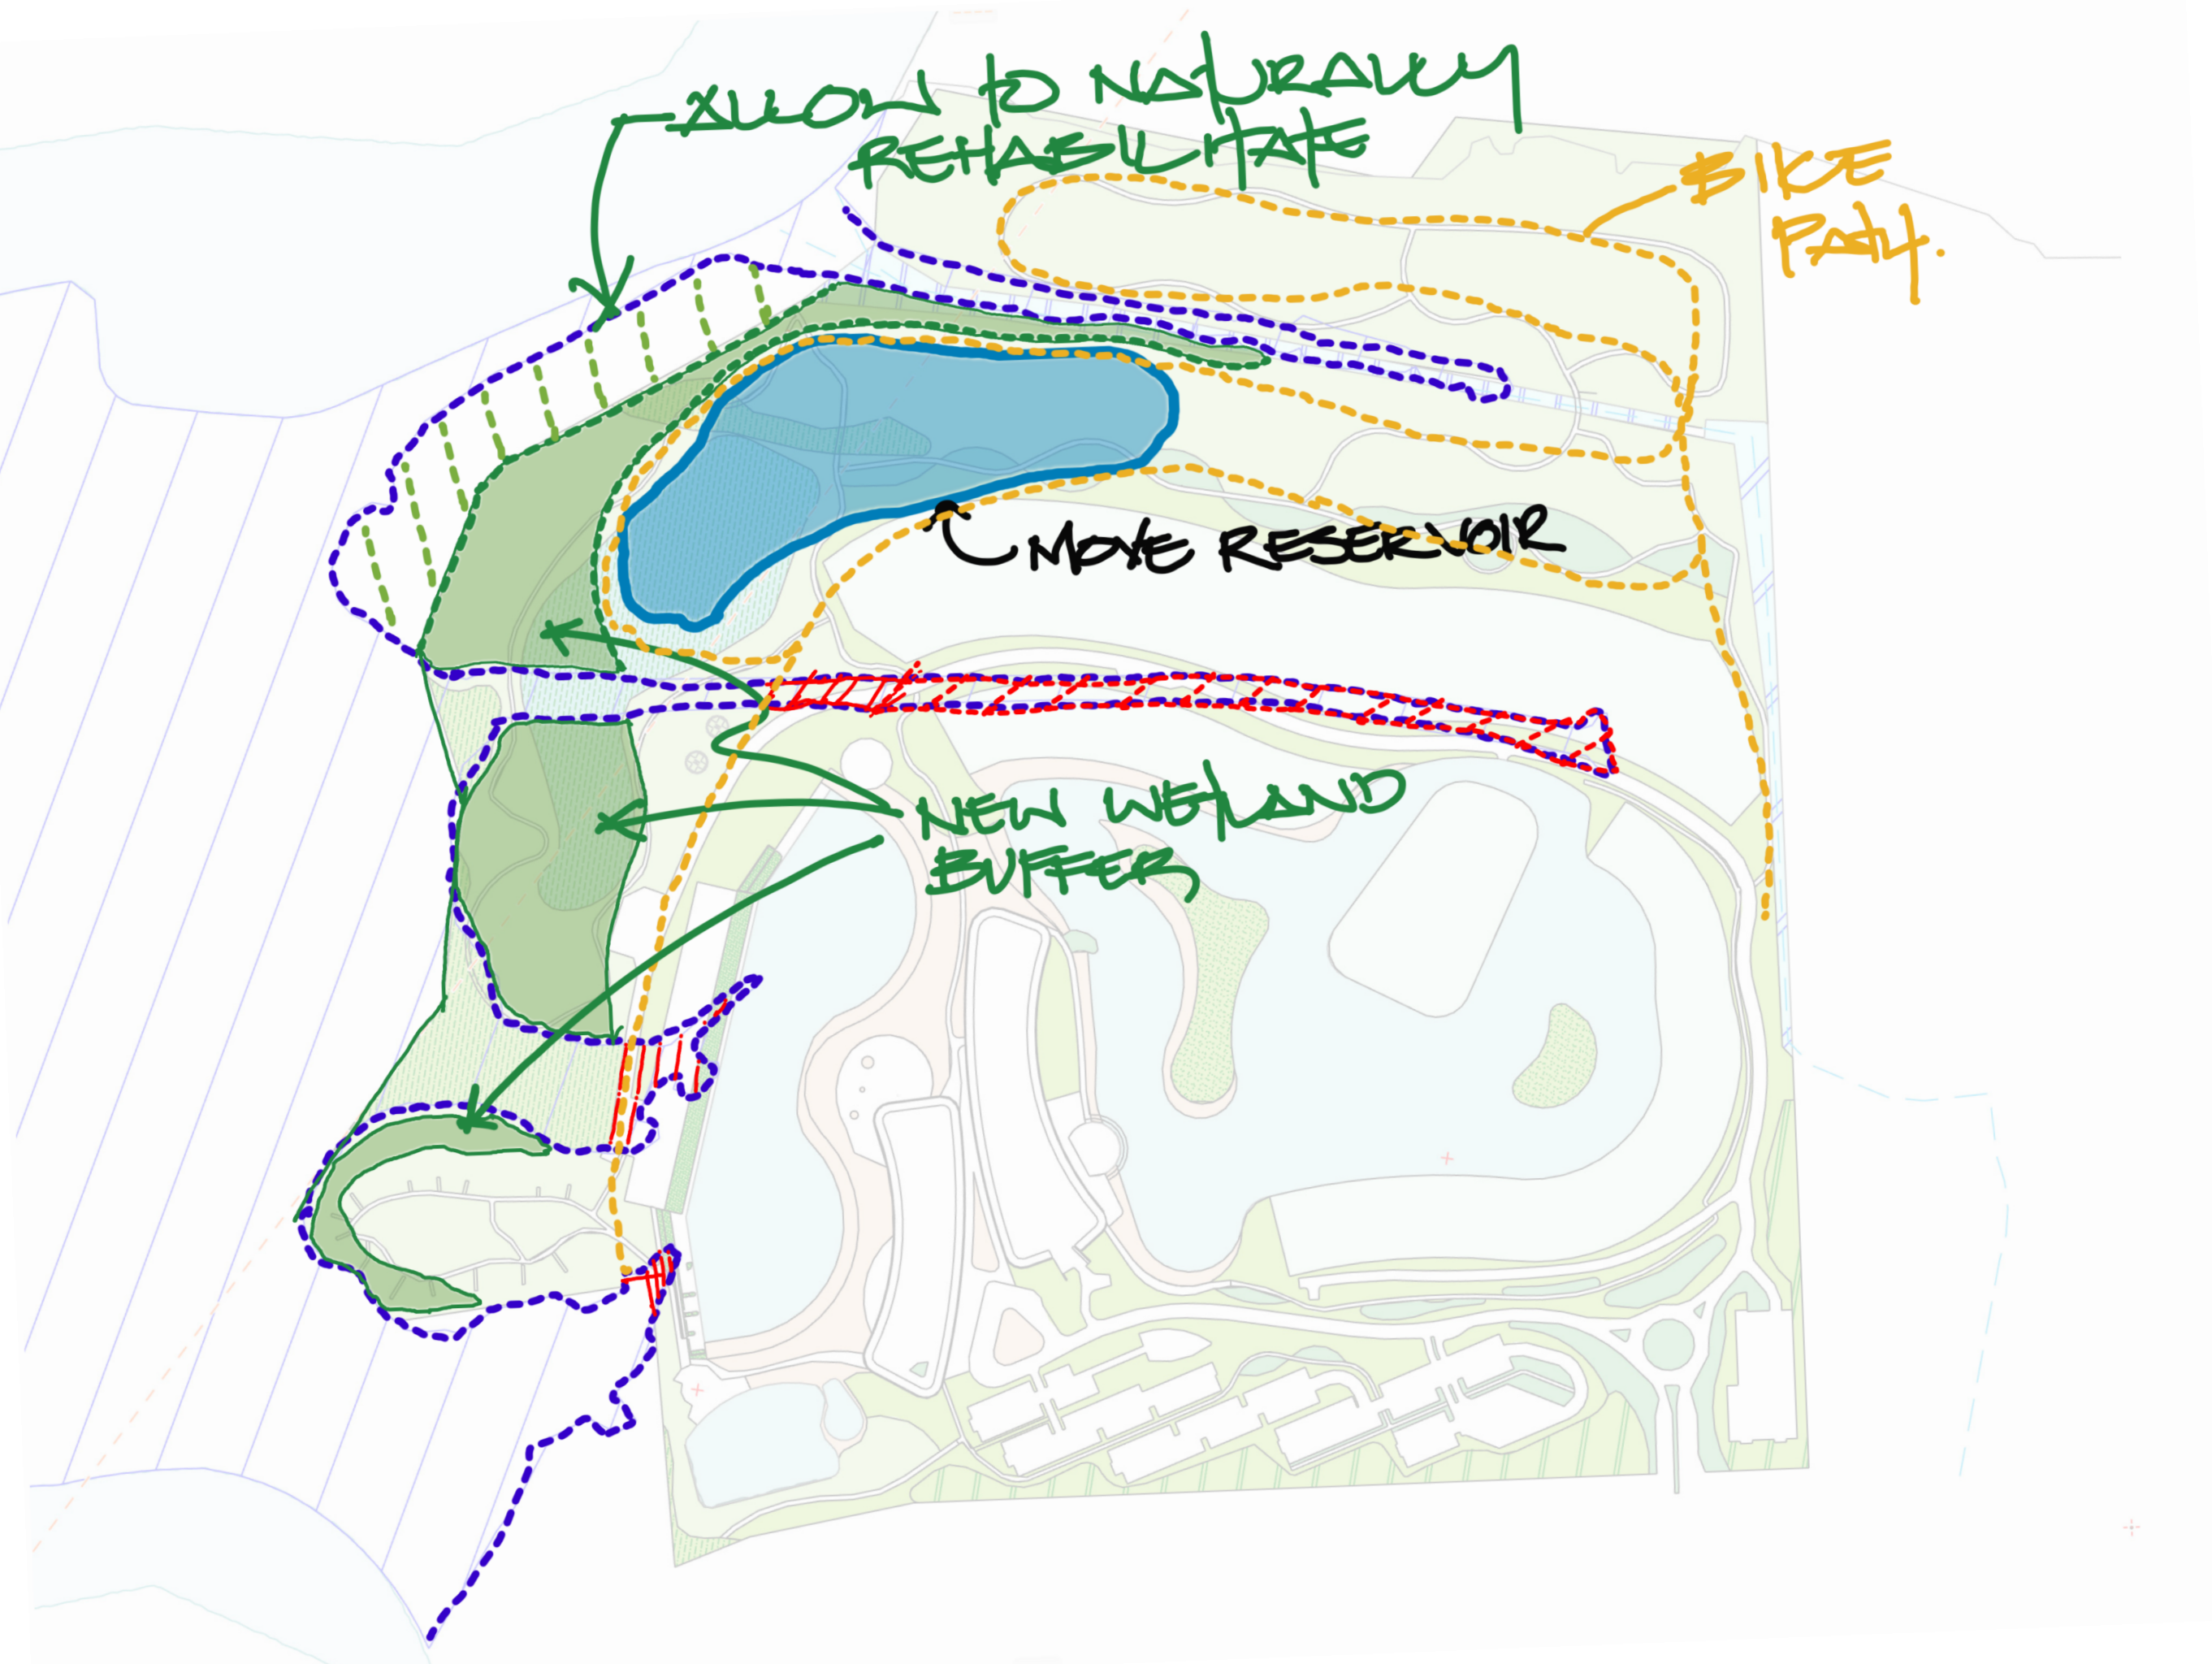 ALLOW TO NATURALLY
REHABILITATE
BIKE
PATH.
MOVE RESERVOIR
NEW WETLAND
BUFFER